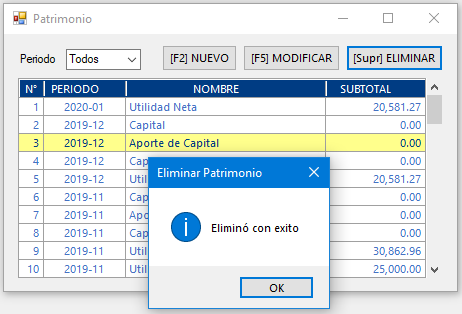 Patrimonio
Periodo Todos [F2] NUEVO [F5] MODIFICAR [Supr] ELIMINAR
N° PERIODO NOMBRE SUBTOTAL
1 2020-01 Utilidad Neta 20,581.27
2 2019-12 Capital 0.00
3 2019-12 Aporte de Capital 0.00
4 2019-12 Cap 0.00
5 2019-12 Utili 20,581.27
6 2019-11 Cap 0.00
7 2019-11 Apo 0.00
8 2019-11 Cap 0.00
9 2019-11 Utili 30,862.96
10 2019-11 Utili 25,000.00
Eliminar Patrimonio
Eliminó con exito
OK